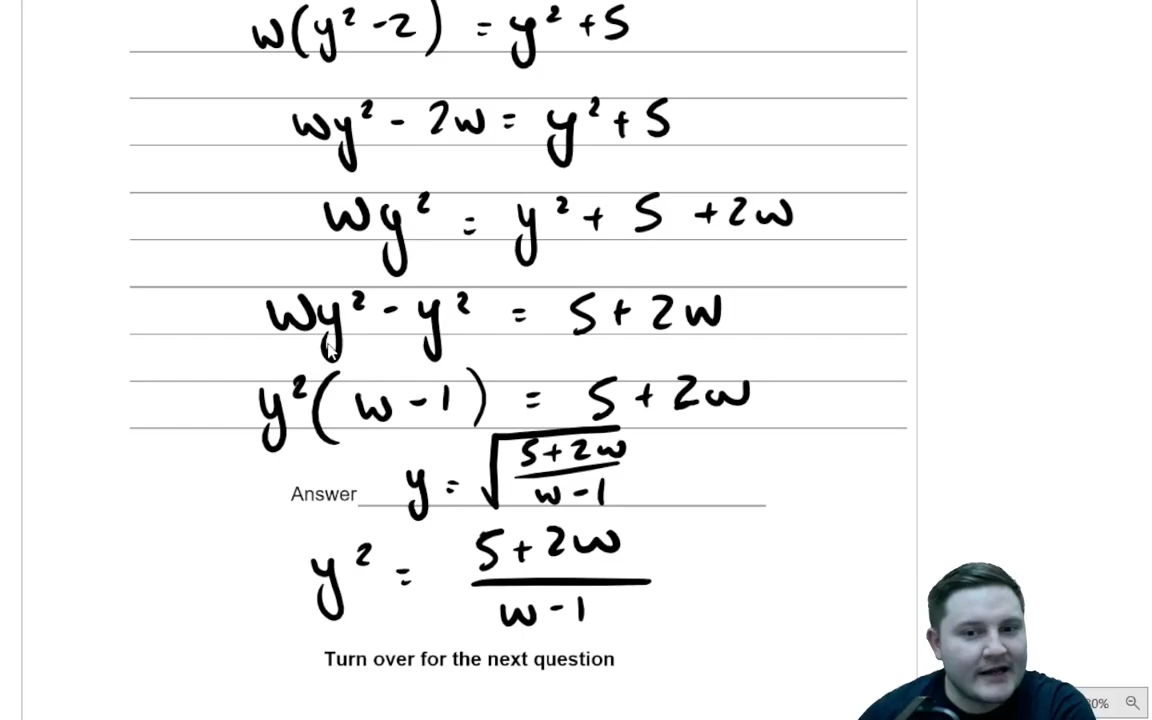 w(y² - 2) = y² + 5
wy² - 2w = y² + 5
wy² = y² + 5 + 2w
wy² - y² = 5 + 2w
y²(w - 1) = 5 + 2w
Answer y = √((5 + 2w)/(w - 1))
y² = (5 + 2w)/(w - 1)
Turn over for the next question